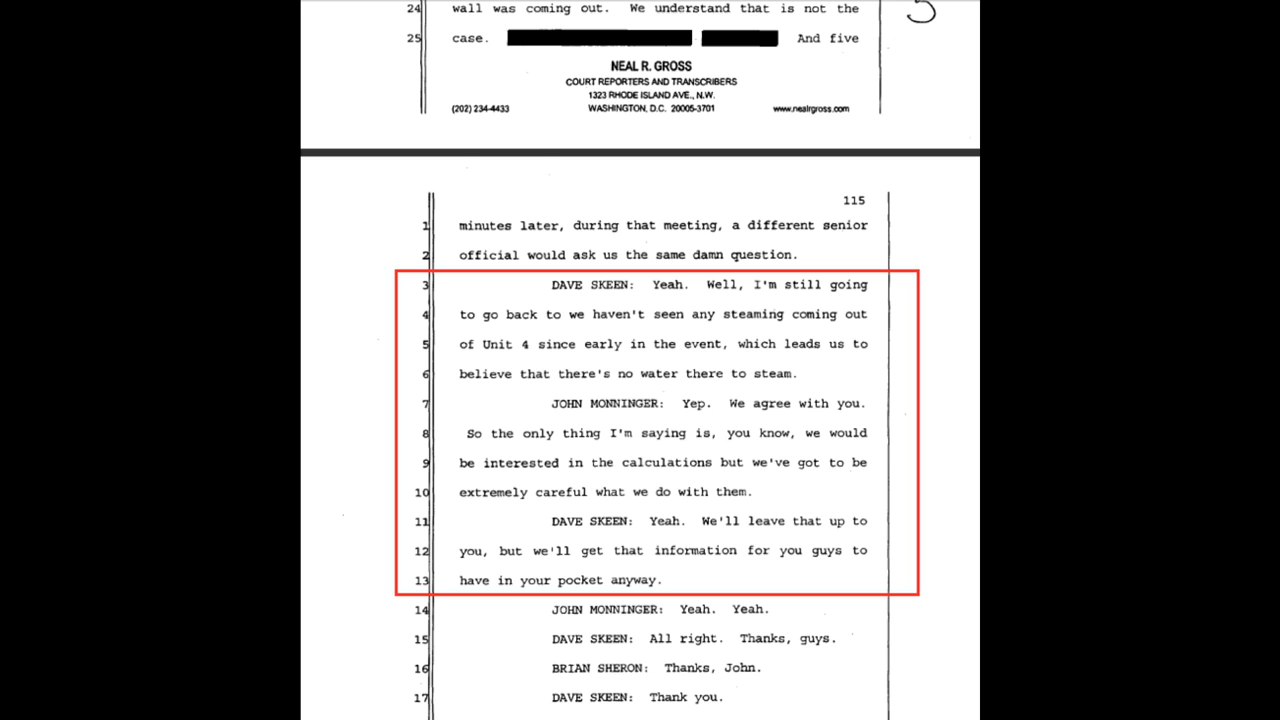 24 wall was coming out. We understand that is not the
25 case. And five
NEAL R. GROSS
COURT REPORTERS AND TRANSCRIBERS
1323 RHODE ISLAND AVE., N.W.
(202) 234-4433 WASHINGTON, D.C. 20005-3701 www.nealrgross.com
115
1 minutes later, during that meeting, a different senior
2 official would ask us the same damn question.
3 DAVE SKEEN: Yeah. Well, I'm still going
4 to go back to we haven't seen any steaming coming out
5 of Unit 4 since early in the event, which leads us to
6 believe that there's no water there to steam.
7 JOHN MONNINGER: Yep. We agree with you.
8 So the only thing I'm saying is, you know, we would
9 be interested in the calculations but we've got to be
10 extremely careful what we do with them.
11 DAVE SKEEN: Yeah. We'll leave that up to
12 you, but we'll get that information for you guys to
13 have in your pocket anyway.
14 JOHN MONNINGER: Yeah. Yeah.
15 DAVE SKEEN: All right. Thanks, guys.
16 BRIAN SHERON: Thanks, John.
17 DAVE SKEEN: Thank you.